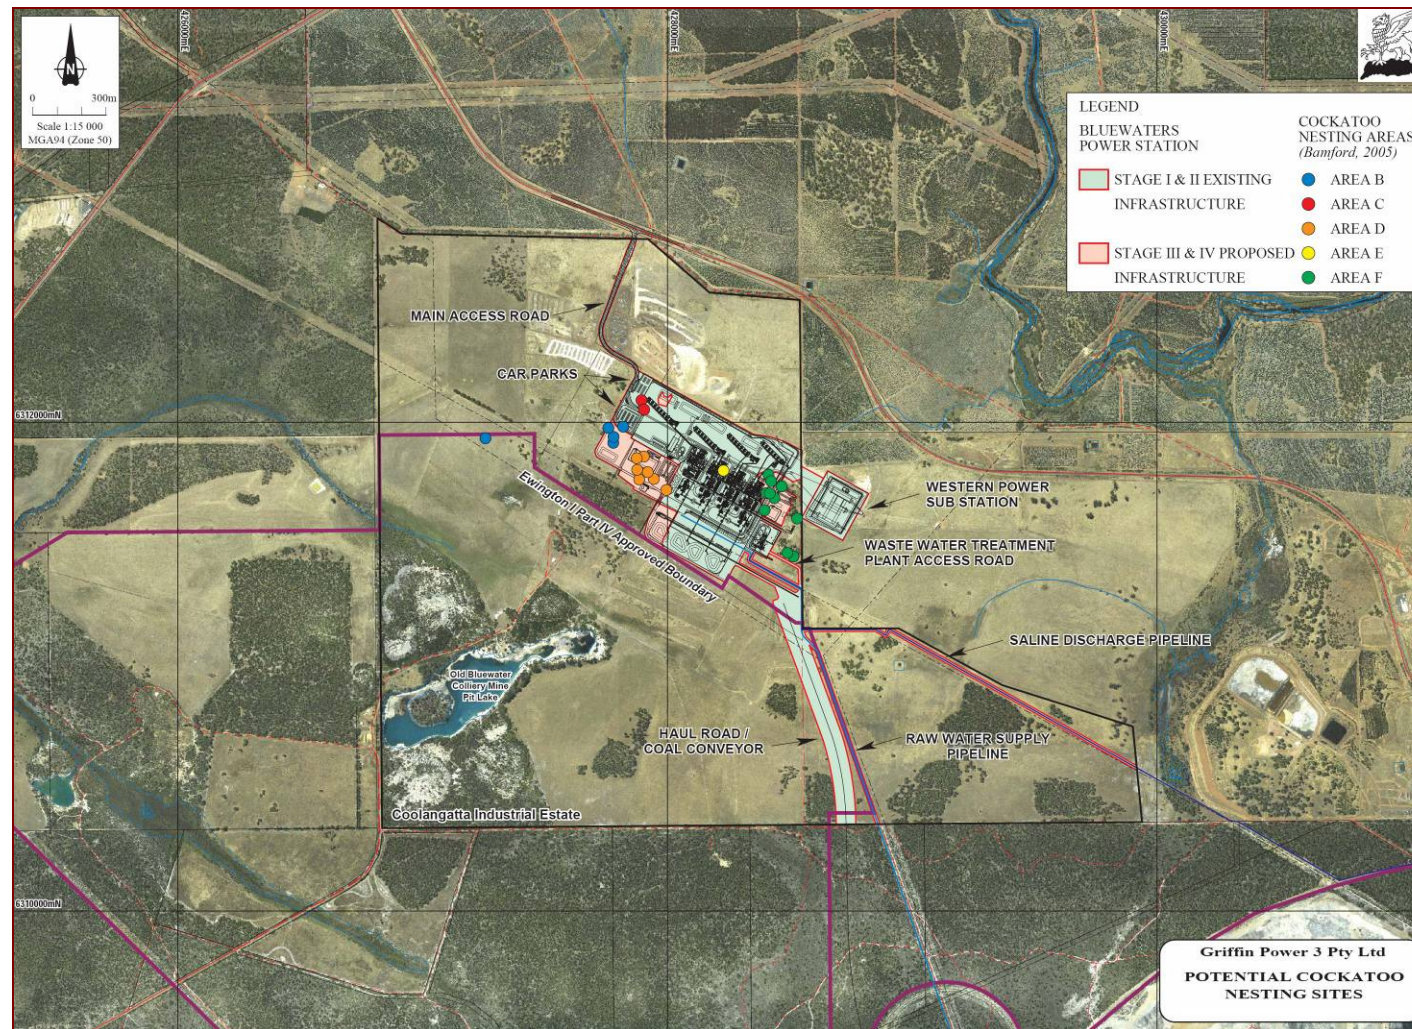 426000mE
428000mE
430000mE
N
0 300m
Scale 1:15 000
MGA94 (Zone 50)
LEGEND
BLUEWATERS
POWER STATION
STAGE I & II EXISTING
INFRASTRUCTURE
STAGE III & IV PROPOSED
INFRASTRUCTURE
COCKATOO
NESTING AREAS
(Bamford, 2005)
AREA B
AREA C
AREA D
AREA E
AREA F
MAIN ACCESS ROAD
CAR PARKS
6312000mN
WESTERN POWER
SUB STATION
Ewington I Part IV Approved Boundary
WASTE WATER TREATMENT
PLANT ACCESS ROAD
SALINE DISCHARGE PIPELINE
Old Bluewater
Colliery Mine
Pit Lake
HAUL ROAD /
COAL CONVEYOR
RAW WATER SUPPLY
PIPELINE
Coolangatta Industrial Estate
6310000mN
Griffin Power 3 Pty Ltd
POTENTIAL COCKATOO
NESTING SITES